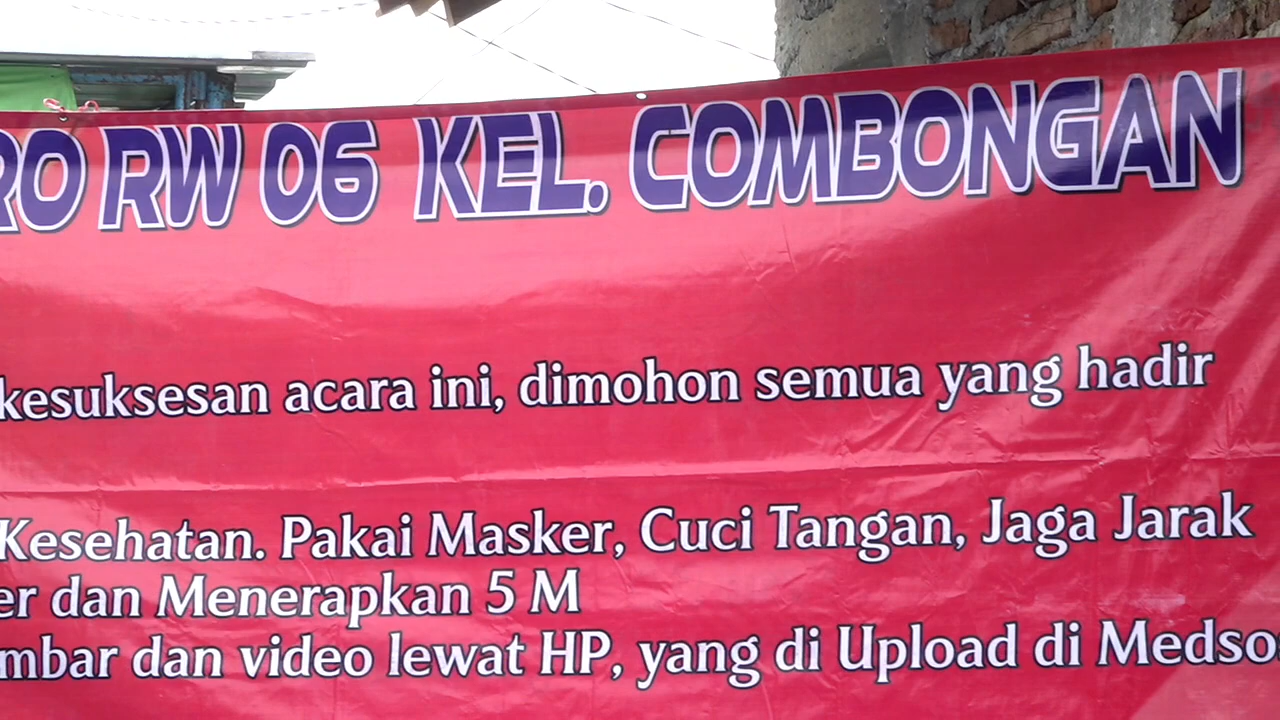 RO RW 06 KEL. COMBONGAN
kesuksesan acara ini, dimohon semua yang hadir
Kesehatan. Pakai Masker, Cuci Tangan, Jaga Jarak
er dan Menerapkan 5 M
mbar dan video lewat HP, yang di Upload di Medsos